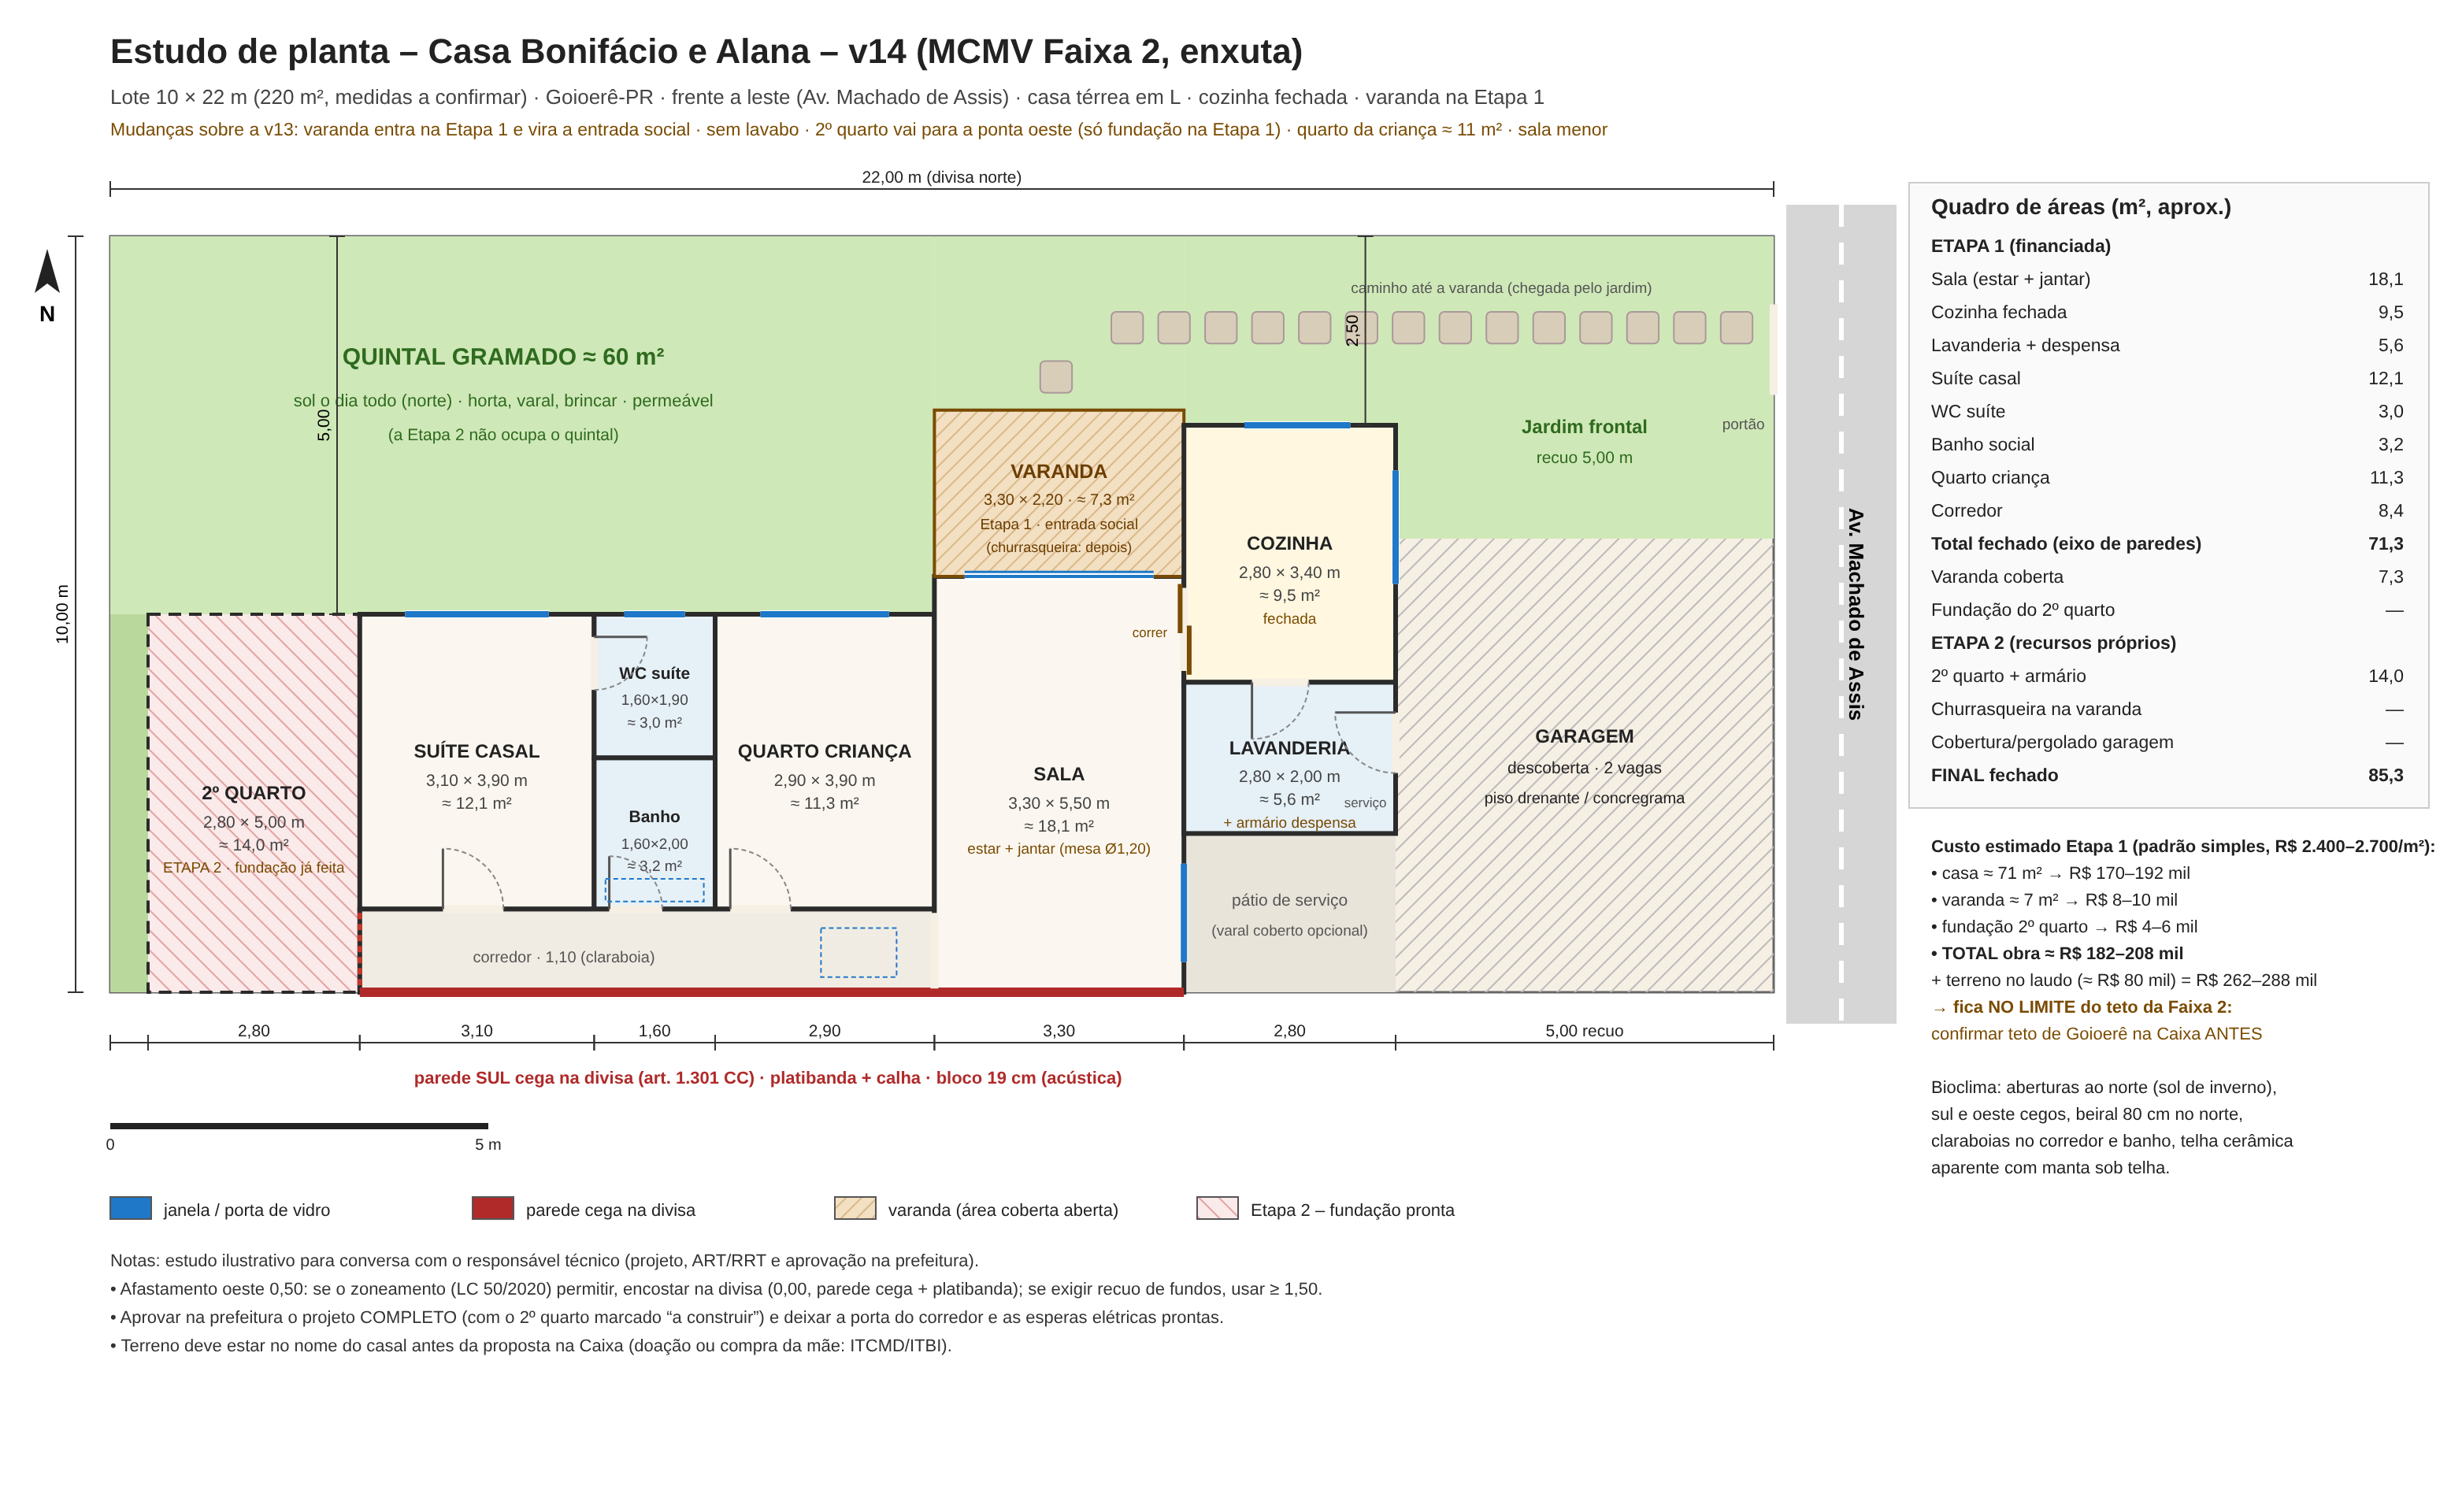 Estudo de planta – Casa Bonifácio e Alana – v14 (MCMV Faixa 2, enxuta)
Lote 10 × 22 m (220 m², medidas a confirmar) · Goioerê-PR · frente a leste (Av. Machado de Assis) · casa térrea em L · cozinha fechada · varanda na Etapa 1
Mudanças sobre a v13: varanda entra na Etapa 1 e vira a entrada social · sem lavabo · 2º quarto vai para a ponta oeste (só fundação na Etapa 1) · quarto da criança ≈ 11 m² · sala menor
22,00 m (divisa norte)
N
10,00 m
5,00
2,50
caminho até a varanda (chegada pelo jardim)
QUINTAL GRAMADO ≈ 60 m²
sol o dia todo (norte) · horta, varal, brincar · permeável
(a Etapa 2 não ocupa o quintal)
Jardim frontal
recuo 5,00 m
portão
VARANDA
3,30 × 2,20 · ≈ 7,3 m²
Etapa 1 · entrada social
(churrasqueira: depois)
COZINHA
2,80 × 3,40 m
≈ 9,5 m²
fechada
correr
WC suíte
1,60×1,90
≈ 3,0 m²
SUÍTE CASAL
3,10 × 3,90 m
≈ 12,1 m²
QUARTO CRIANÇA
2,90 × 3,90 m
≈ 11,3 m²
2º QUARTO
2,80 × 5,00 m
≈ 14,0 m²
ETAPA 2 · fundação já feita
Banho
1,60×2,00
≈ 3,2 m²
SALA
3,30 × 5,50 m
≈ 18,1 m²
estar + jantar (mesa Ø1,20)
LAVANDERIA
2,80 × 2,00 m
≈ 5,6 m²
serviço
+ armário despensa
GARAGEM
descoberta · 2 vagas
piso drenante / concregrama
pátio de serviço
(varal coberto opcional)
corredor · 1,10 (claraboia)
Av. Machado de Assis
2,80
3,10
1,60
2,90
3,30
2,80
5,00 recuo
parede SUL cega na divisa (art. 1.301 CC) · platibanda + calha · bloco 19 cm (acústica)
0
5 m
janela / porta de vidro
parede cega na divisa
varanda (área coberta aberta)
Etapa 2 – fundação pronta
Notas: estudo ilustrativo para conversa com o responsável técnico (projeto, ART/RRT e aprovação na prefeitura).
• Afastamento oeste 0,50: se o zoneamento (LC 50/2020) permitir, encostar na divisa (0,00, parede cega + platibanda); se exigir recuo de fundos, usar ≥ 1,50.
• Aprovar na prefeitura o projeto COMPLETO (com o 2º quarto marcado “a construir”) e deixar a porta do corredor e as esperas elétricas prontas.
• Terreno deve estar no nome do casal antes da proposta na Caixa (doação ou compra da mãe: ITCMD/ITBI).
Quadro de áreas (m², aprox.)
ETAPA 1 (financiada)
Sala (estar + jantar) 18,1
Cozinha fechada 9,5
Lavanderia + despensa 5,6
Suíte casal 12,1
WC suíte 3,0
Banho social 3,2
Quarto criança 11,3
Corredor 8,4
Total fechado (eixo de paredes) 71,3
Varanda coberta 7,3
Fundação do 2º quarto —
ETAPA 2 (recursos próprios)
2º quarto + armário 14,0
Churrasqueira na varanda —
Cobertura/pergolado garagem —
FINAL fechado 85,3
Custo estimado Etapa 1 (padrão simples, R$ 2.400–2.700/m²):
• casa ≈ 71 m² → R$ 170–192 mil
• varanda ≈ 7 m² → R$ 8–10 mil
• fundação 2º quarto → R$ 4–6 mil
• TOTAL obra ≈ R$ 182–208 mil
+ terreno no laudo (≈ R$ 80 mil) = R$ 262–288 mil
→ fica NO LIMITE do teto da Faixa 2:
confirmar teto de Goioerê na Caixa ANTES
Bioclima: aberturas ao norte (sol de inverno),
sul e oeste cegos, beiral 80 cm no norte,
claraboias no corredor e banho, telha cerâmica
aparente com manta sob telha.